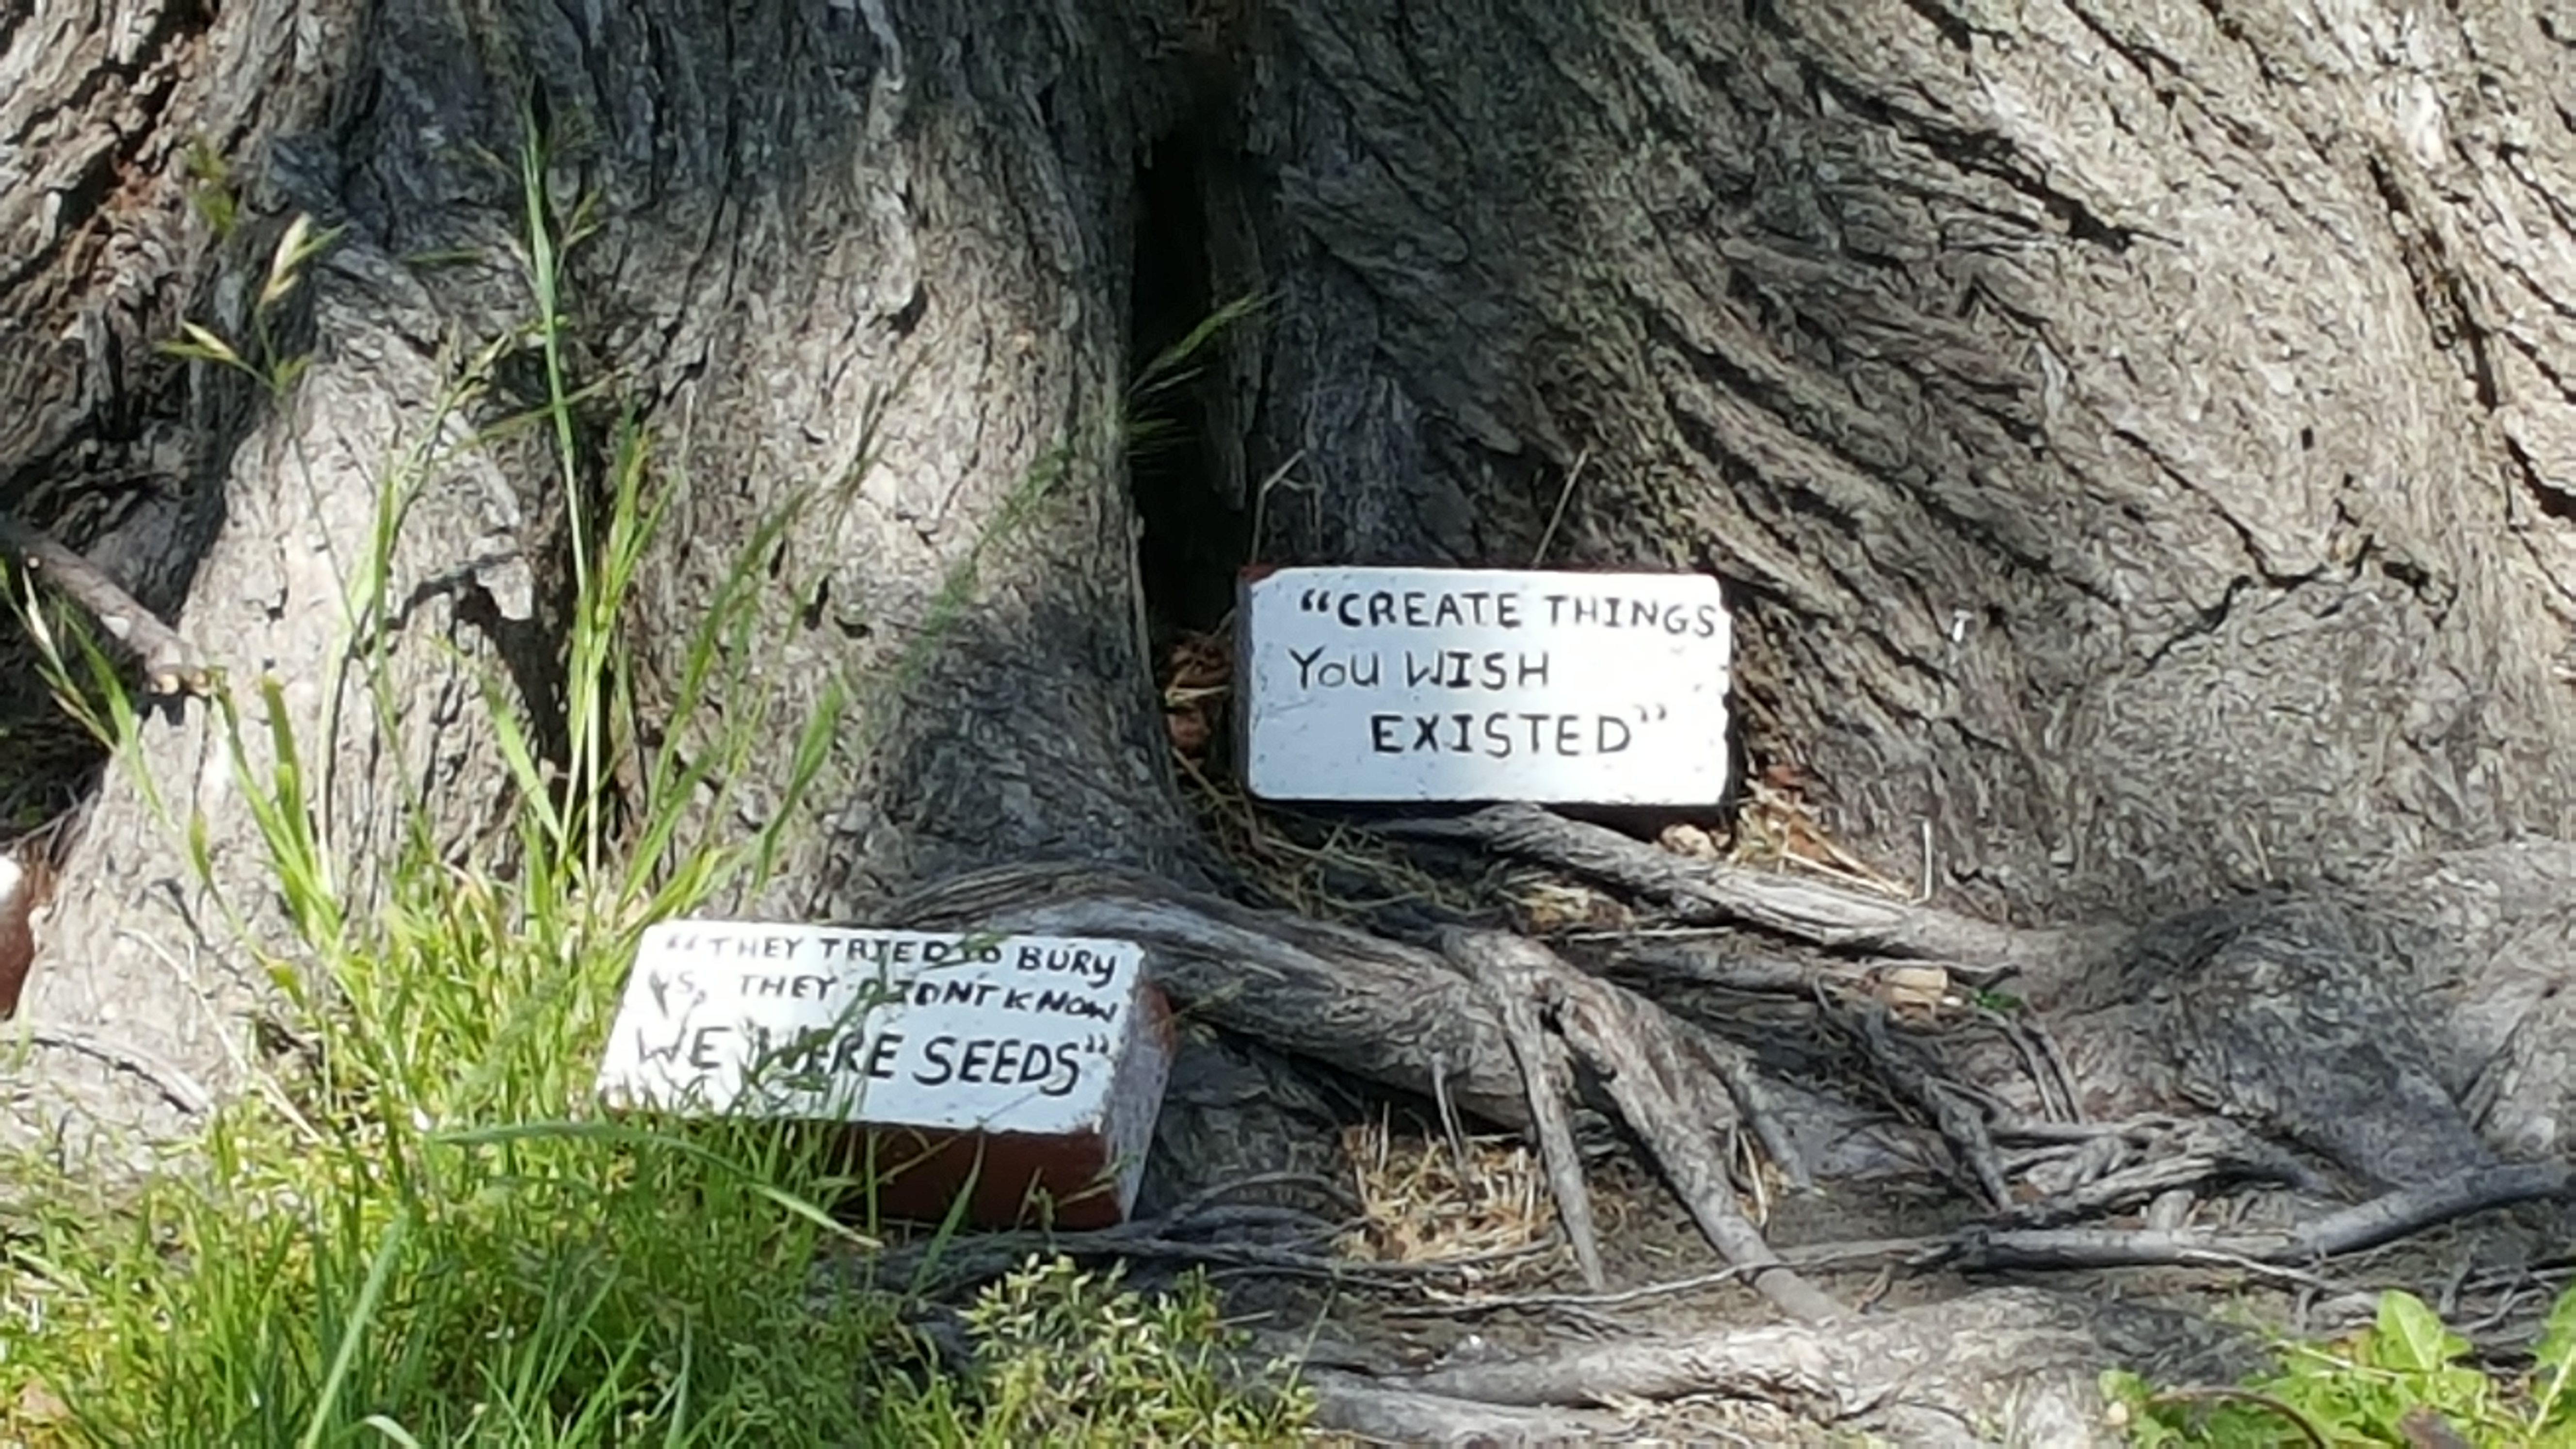 “CREATE THINGS
YOU WISH
EXISTED”
“THEY TRIED TO BURY
US, THEY DIDNT KNOW
WE WERE SEEDS”